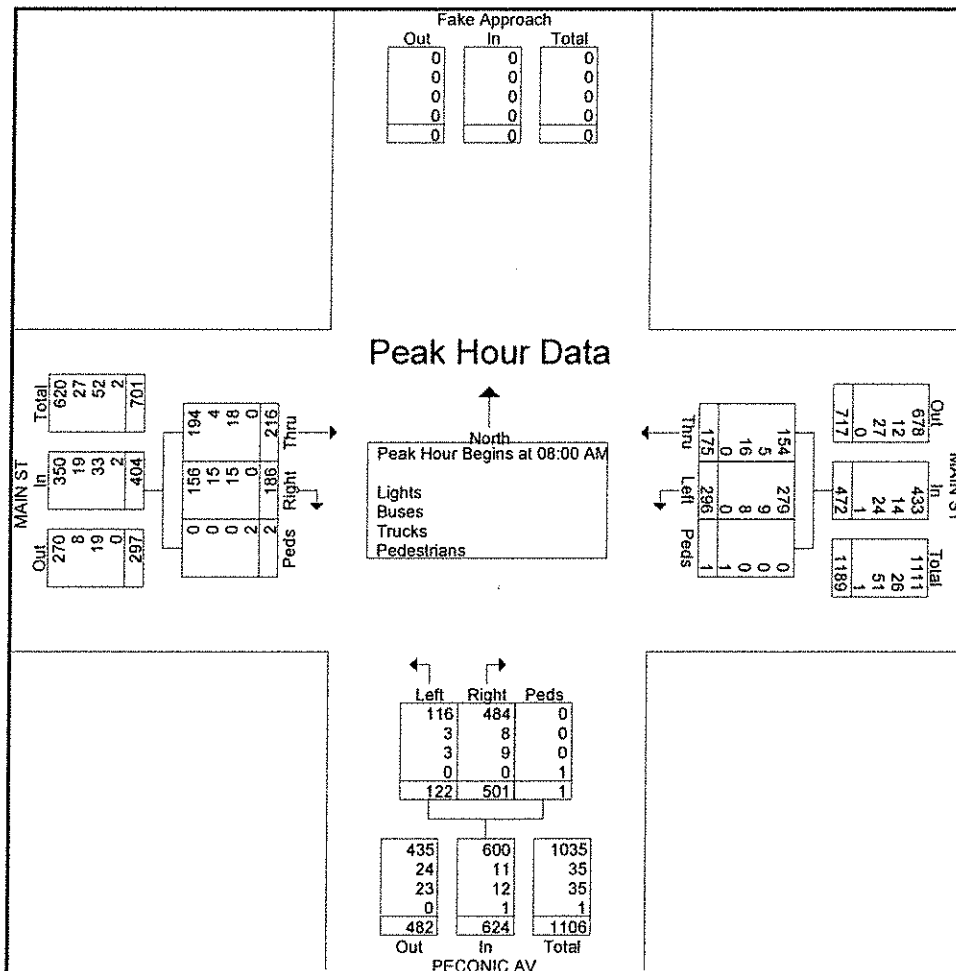 Fake Approach
Out In Total
0 0 0
0 0 0
0 0 0
0 0 0
0 0 0
Peak Hour Data
North
Peak Hour Begins at 08:00 AM
Lights
Buses
Trucks
Pedestrians
MAIN ST
Total
620
27
52
2
701
In
350
19
33
2
404
Out
270
8
19
0
297
Thru
194
4
18
0
216
Right
156
15
15
0
186
Peds
0
0
0
2
2
MAIN ST
Out
678
12
27
0
717
In
433
14
24
1
472
Total
1111
26
51
1
1189
Thru
154
5
16
0
175
Left
279
9
8
0
296
Peds
0
0
0
1
1
Left Right Peds
116 484 0
3 8 0
3 9 0
0 0 1
122 501 1
435 600 1035
24 11 35
23 12 35
0 1 1
482 624 1106
Out In Total
PECONIC AV